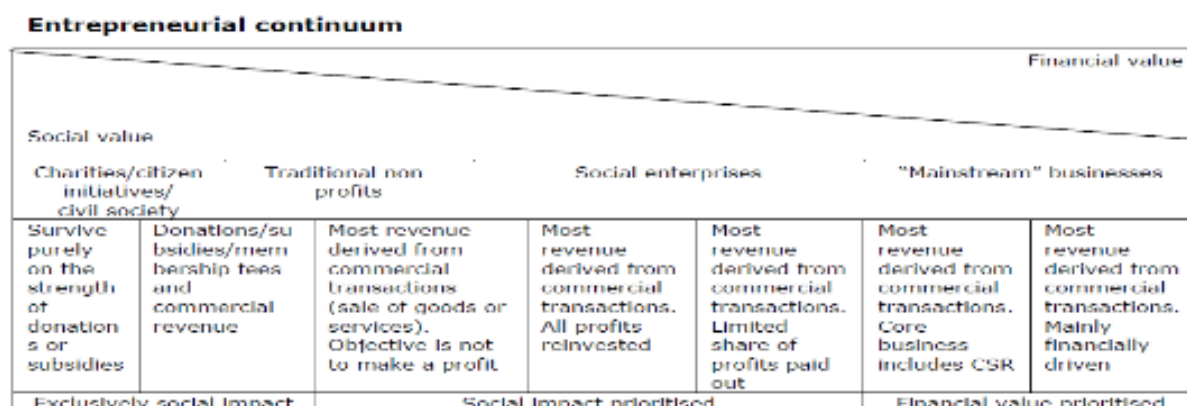 Entrepreneurial continuum
Financial value
Social value
Charities/citizen
initiatives/
civil society
Traditional non
profits
Social enterprises
"Mainstream" businesses
Survive
purely
on the
strength
of
donation
s or
subsidies
Donations/su
bsidies/mem
bership fees
and
commercial
revenue
Most revenue
derived from
commercial
transactions
(sale of goods or
services).
Objective is not
to make a profit
Most
revenue
derived from
commercial
transactions.
All profits
reinvested
Most
revenue
derived from
commercial
transactions.
Limited
share of
profits paid
out
Most
revenue
derived from
commercial
transactions.
Core
business
includes CSR
Most
revenue
derived from
commercial
transactions.
Mainly
financially
driven
Exclusively social impact
Social impact prioritised
Financial value prioritised